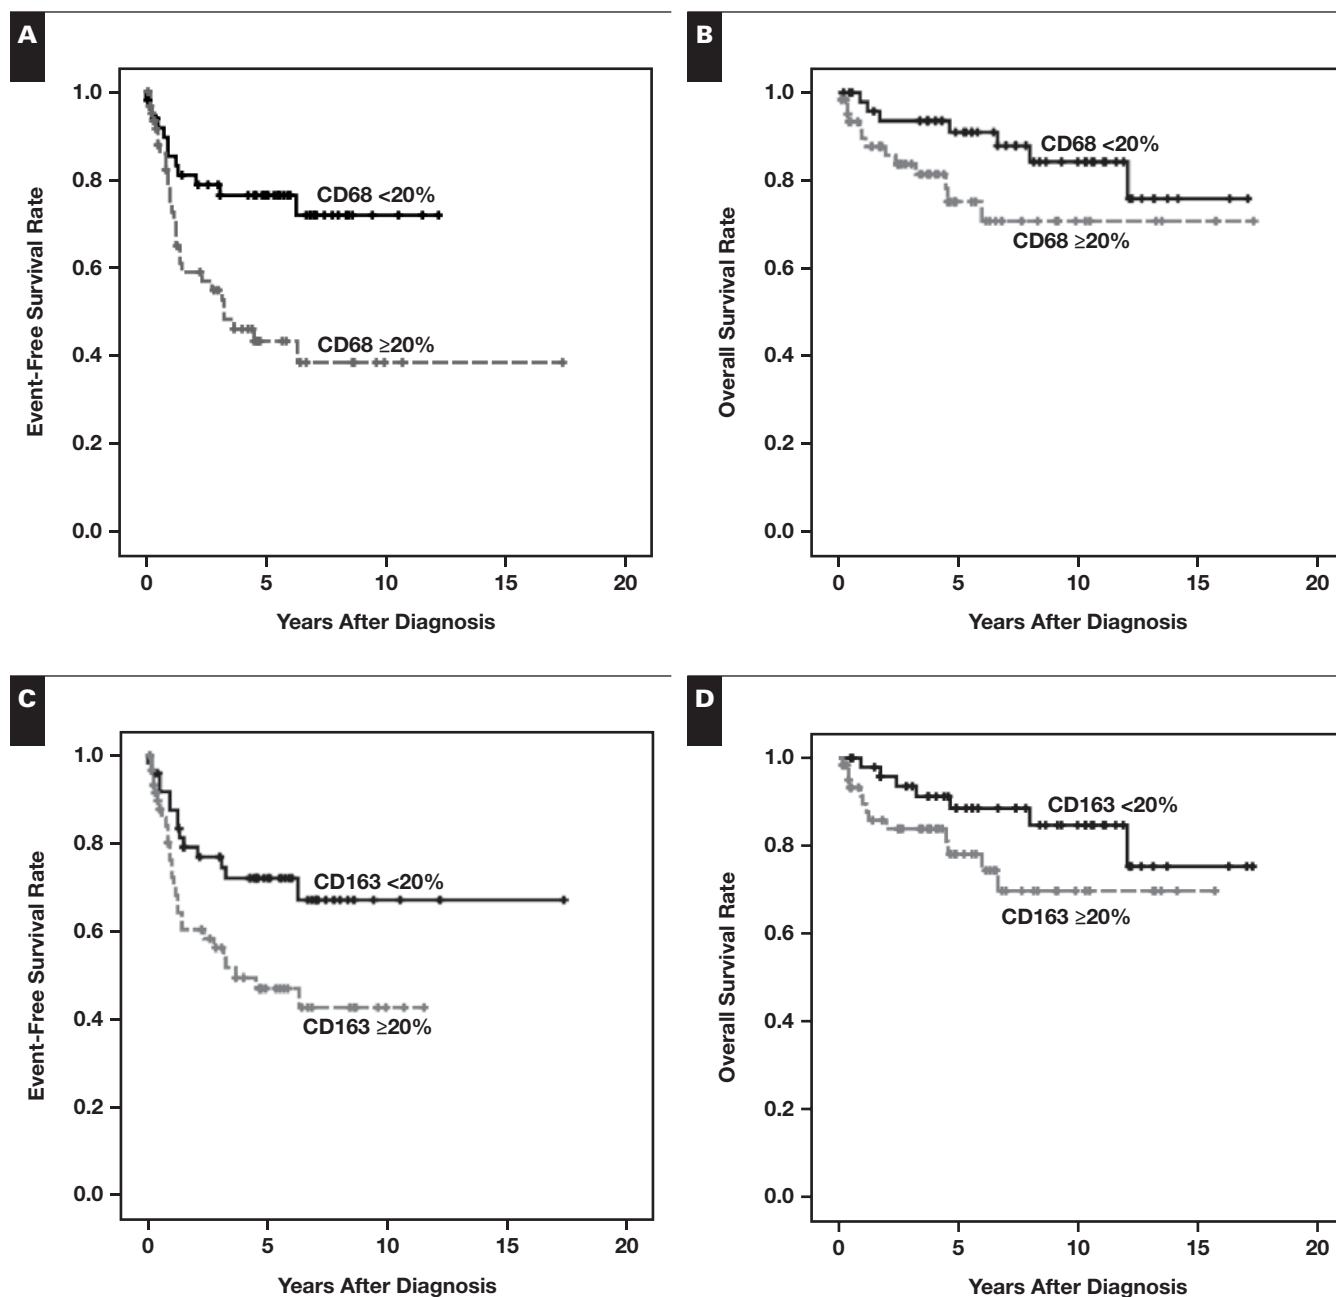 A
Event-Free Survival Rate
1.0
0.8
0.6
0.4
0.2
0.0
CD68 <20%
CD68 ≥20%
0 5 10 15 20
Years After Diagnosis
B
Overall Survival Rate
1.0
0.8
0.6
0.4
0.2
0.0
CD68 <20%
CD68 ≥20%
0 5 10 15 20
Years After Diagnosis
C
Event-Free Survival Rate
1.0
0.8
0.6
0.4
0.2
0.0
CD163 <20%
CD163 ≥20%
0 5 10 15 20
Years After Diagnosis
D
Overall Survival Rate
1.0
0.8
0.6
0.4
0.2
0.0
CD163 <20%
CD163 ≥20%
0 5 10 15 20
Years After Diagnosis